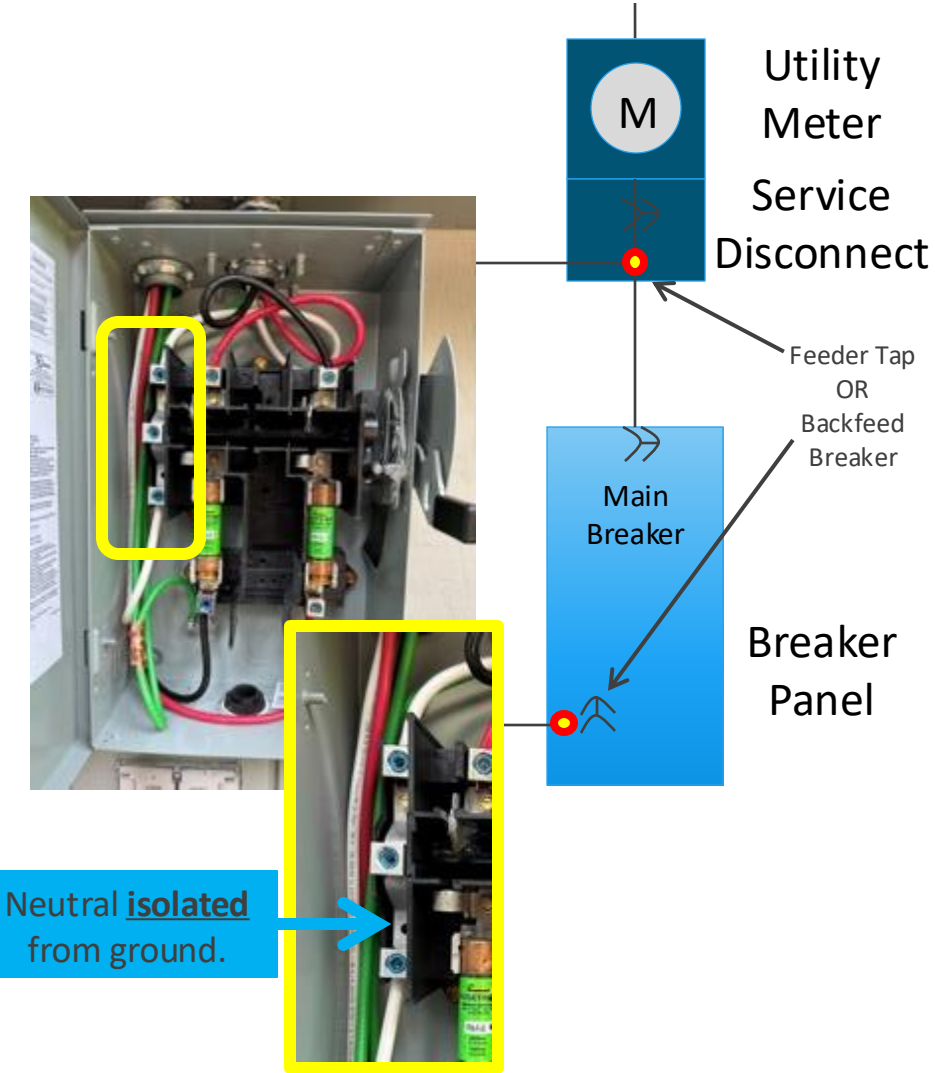 M
Utility
Meter
Service
Disconnect
Feeder Tap
OR
Backfeed
Breaker
Main
Breaker
Breaker
Panel
Neutral isolated
from ground.